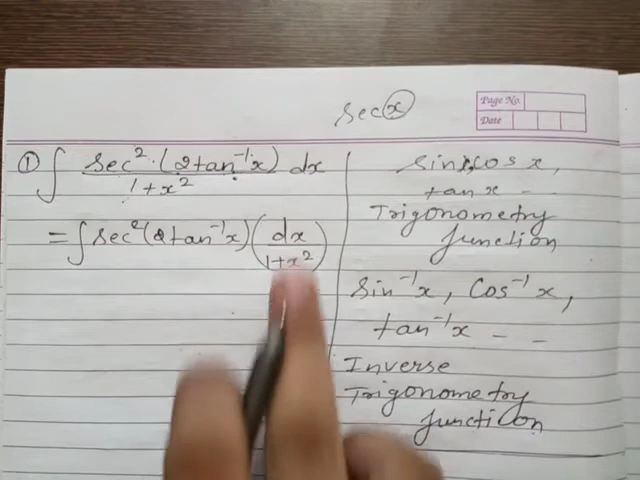 sec x
Page No.
Date
① ∫ sec² · (2tan⁻¹x) dx / 1+x²
= ∫ sec²(2tan⁻¹x) (dx / 1+x²)
sinx, cos x,
tan x - -
Trigonometry
function
sin⁻¹x, Cos⁻¹x,
tan⁻¹x - -
Inverse
Trigonometry
function